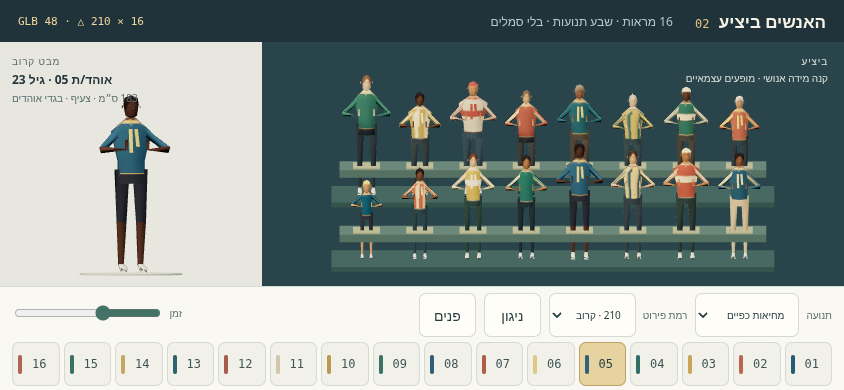 האנשים ביציע 02 16 מראות · שבע תנועות · בלי סמלים
GLB 48 · △ 210 × 16
ביציע
קנה מידה אנושי · מופעים עצמאיים
מבט קרוב
אוהד/ת 05 · גיל 23
183 ס״מ · צעיף · בגדי אוהדים
תנועה מחיאות כפיים רמת פירוט 210 · קרוב ניגון פנים זמן
01 02 03 04 05 06 07 08 09 10 11 12 13 14 15 16